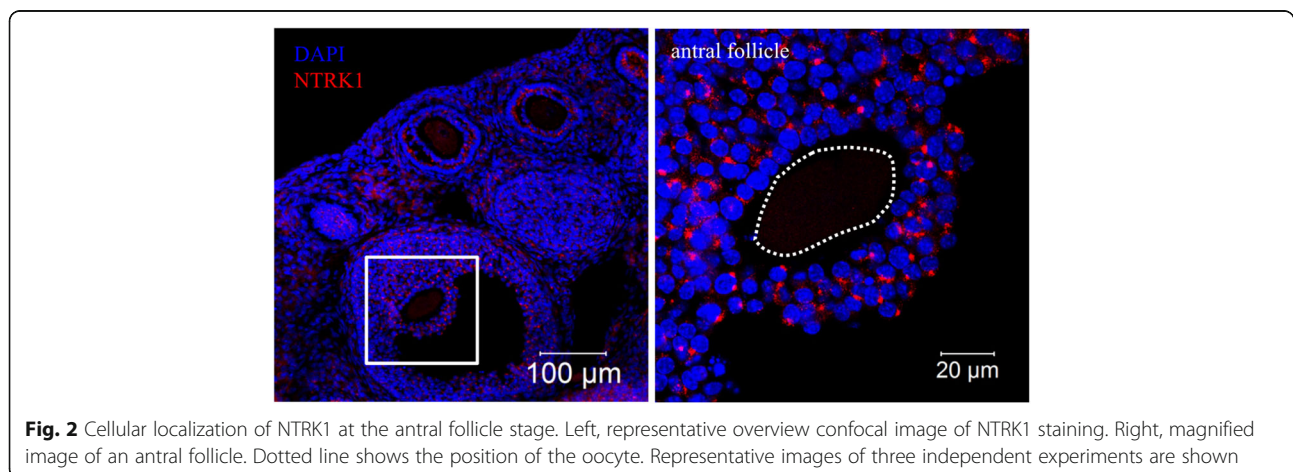 DAPI
NTRK1
100 µm
antral follicle
20 µm
Fig. 2 Cellular localization of NTRK1 at the antral follicle stage. Left, representative overview confocal image of NTRK1 staining. Right, magnified
image of an antral follicle. Dotted line shows the position of the oocyte. Representative images of three independent experiments are shown